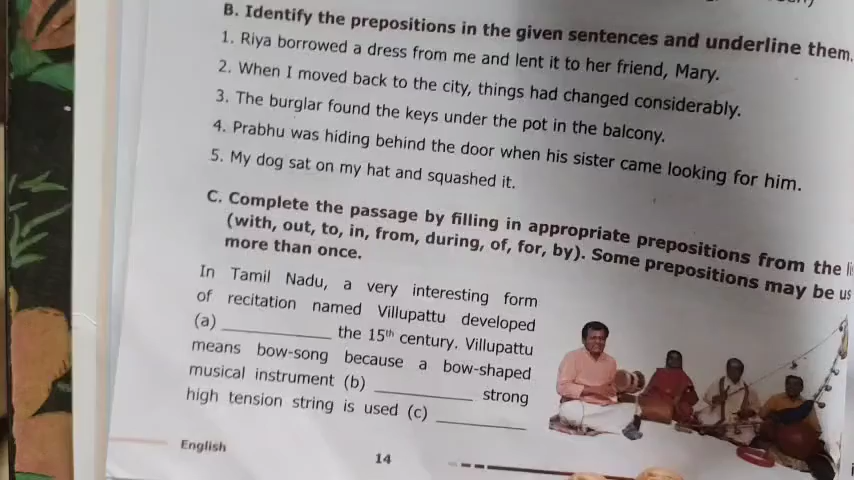 B. Identify the prepositions in the given sentences and underline them.
1. Riya borrowed a dress from me and lent it to her friend, Mary.
2. When I moved back to the city, things had changed considerably.
3. The burglar found the keys under the pot in the balcony.
4. Prabhu was hiding behind the door when his sister came looking for him.
5. My dog sat on my hat and squashed it.
C. Complete the passage by filling in appropriate prepositions from the
(with, out, to, in, from, during, of, for, by). Some prepositions may be
more than once.
In Tamil Nadu, a very interesting form
of recitation named Villupattu developed
(a) ____________ the 15th century. Villupattu
means bow-song because a bow-shaped
musical instrument (b) ____________ strong
high tension string is used (c) ____________
English
14